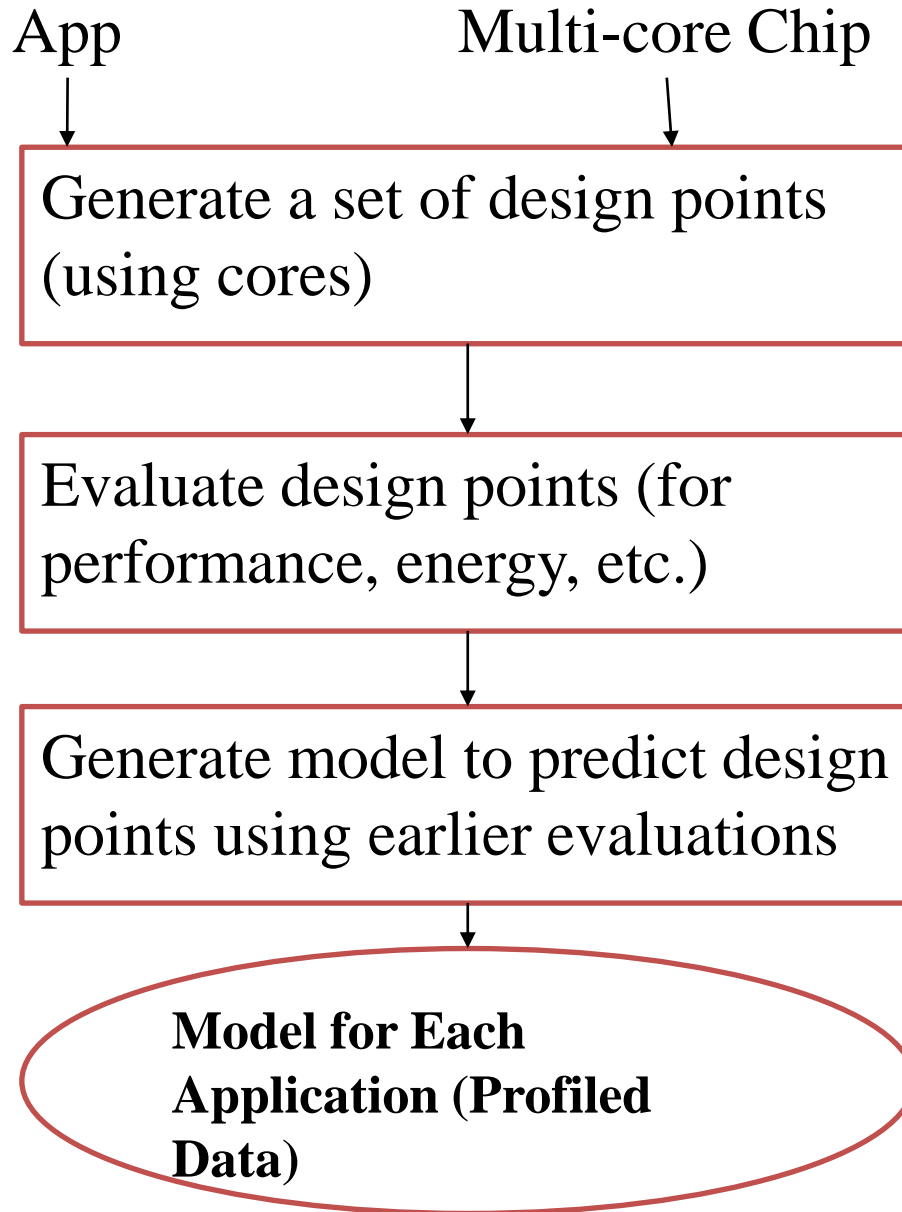 App
Multi-core Chip
Generate a set of design points
(using cores)
Evaluate design points (for
performance, energy, etc.)
Generate model to predict design
points using earlier evaluations
Model for Each
Application (Profiled
Data)